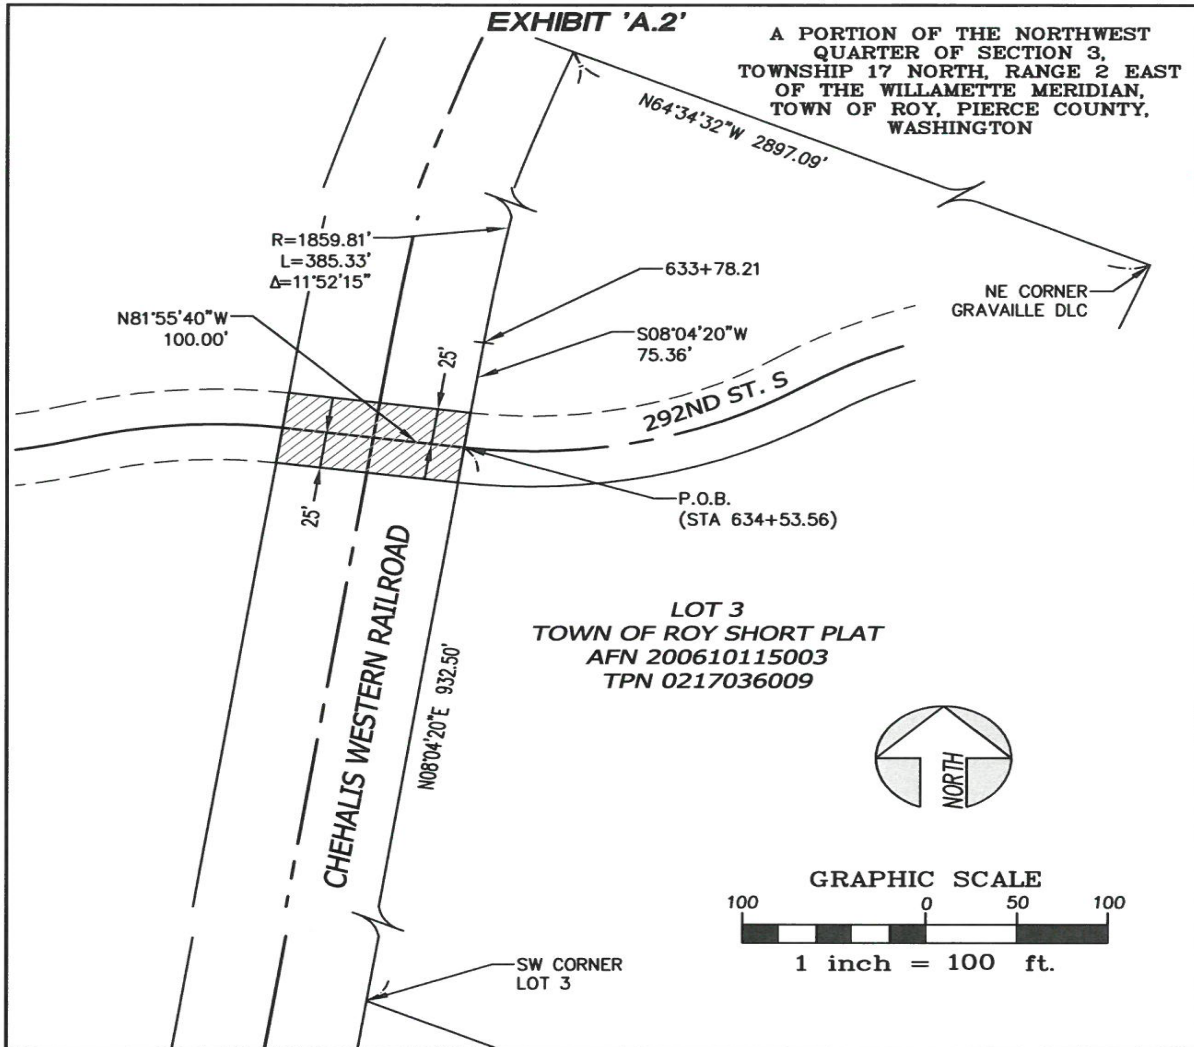 EXHIBIT 'A.2'
A PORTION OF THE NORTHWEST
QUARTER OF SECTION 3,
TOWNSHIP 17 NORTH, RANGE 2 EAST
OF THE WILLAMETTE MERIDIAN,
TOWN OF ROY, PIERCE COUNTY,
WASHINGTON
N64°34'32"W 2897.09'
R=1859.81'
L=385.33'
Δ=11°52'15"
633+78.21
NE CORNER
GRAVAILLE DLC
N81°55'40"W
100.00'
S08°04'20"W
75.36'
25'
292ND ST. S
25'
P.O.B.
(STA 634+53.56)
CHEHALIS WESTERN RAILROAD
N08°04'20"E 932.50'
LOT 3
TOWN OF ROY SHORT PLAT
AFN 200610115003
TPN 0217036009
NORTH
GRAPHIC SCALE
100 0 50 100
1 inch = 100 ft.
SW CORNER
LOT 3